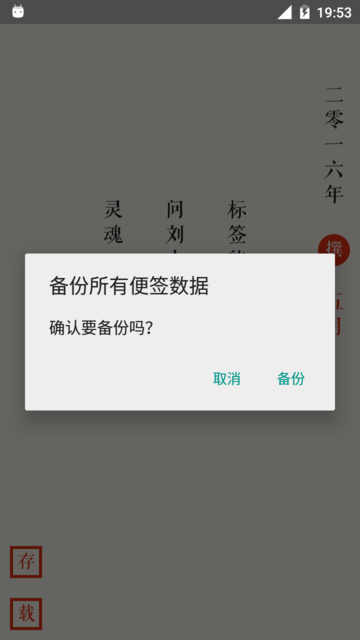 19:53
二零一六年
撰
五月
标签
问刘
灵魂
备份所有便签数据
确认要备份吗？
取消
备份
存
载